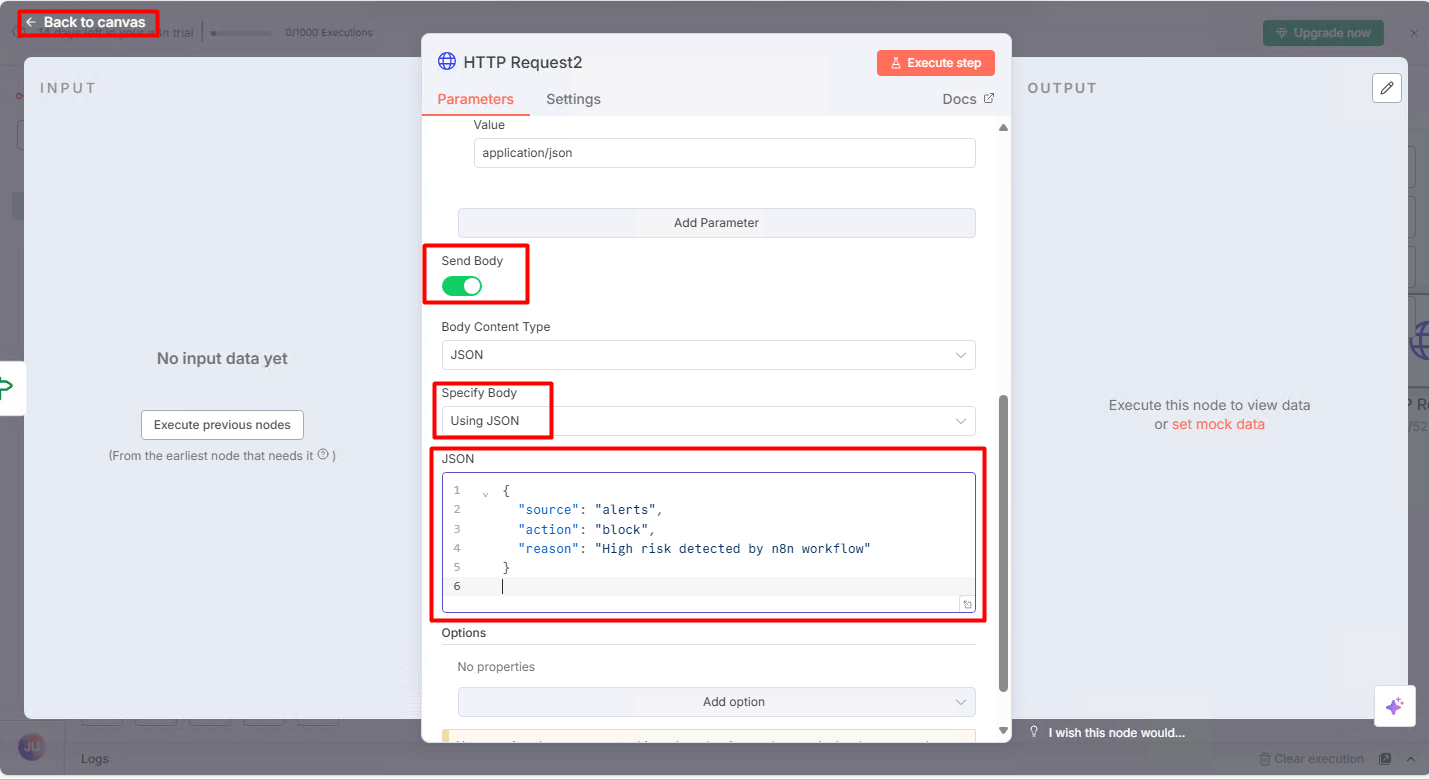 Back to canvas
14 days left in your n8n trial
0/1000 Executions
Upgrade now
INPUT
HTTP Request2
Execute step
OUTPUT
Parameters
Settings
Docs
Value
application/json
Add Parameter
Send Body
Body Content Type
JSON
No input data yet
Specify Body
Using JSON
Execute previous nodes
(From the earliest node that needs it ? )
Execute this node to view data
or set mock data
JSON
1 {
2 "source": "alerts",
3 "action": "block",
4 "reason": "High risk detected by n8n workflow"
5 }
6
Options
No properties
Add option
I wish this node would...
JU
Logs
Clear execution